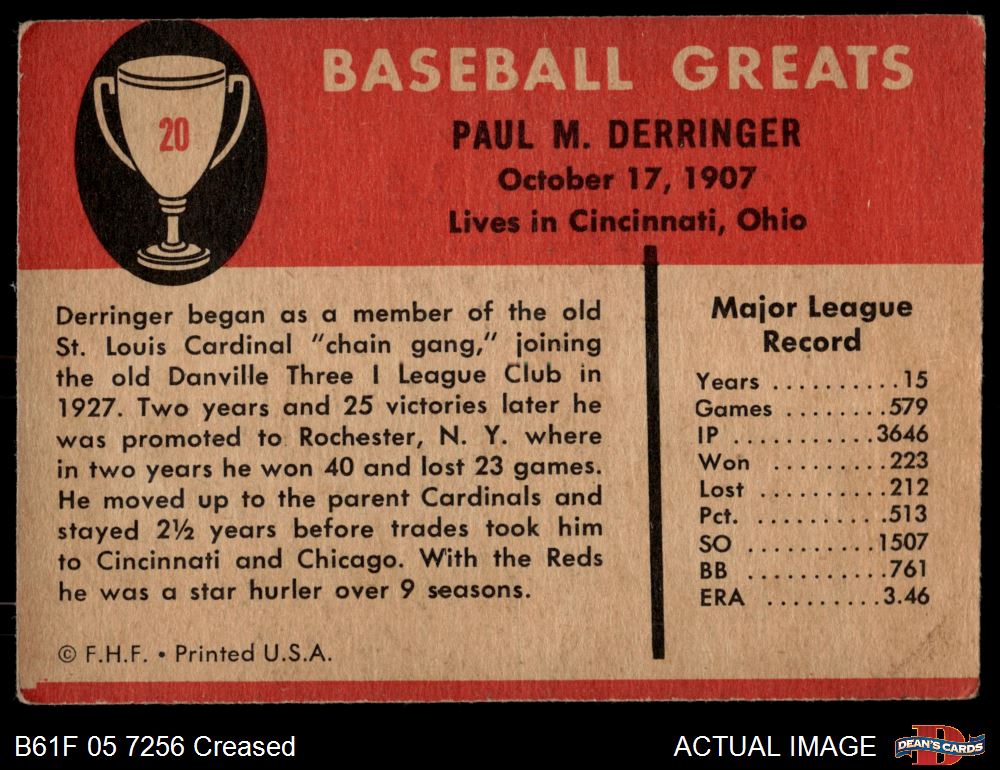 20
BASEBALL GREATS
PAUL M. DERRINGER
October 17, 1907
Lives in Cincinnati, Ohio
Derringer began as a member of the old
St. Louis Cardinal "chain gang," joining
the old Danville Three I League Club in
1927. Two years and 25 victories later he
was promoted to Rochester, N. Y. where
in two years he won 40 and lost 23 games.
He moved up to the parent Cardinals and
stayed 2½ years before trades took him
to Cincinnati and Chicago. With the Reds
he was a star hurler over 9 seasons.
© F.H.F. • Printed U.S.A.
Major League
Record
Years ..........15
Games ........579
IP ...........3646
Won .........223
Lost ..........212
Pct. ..........513
SO ..........1507
BB ...........761
ERA .........3.46
B61F 05 7256 Creased
ACTUAL IMAGE
D
DEAN'S CARDS